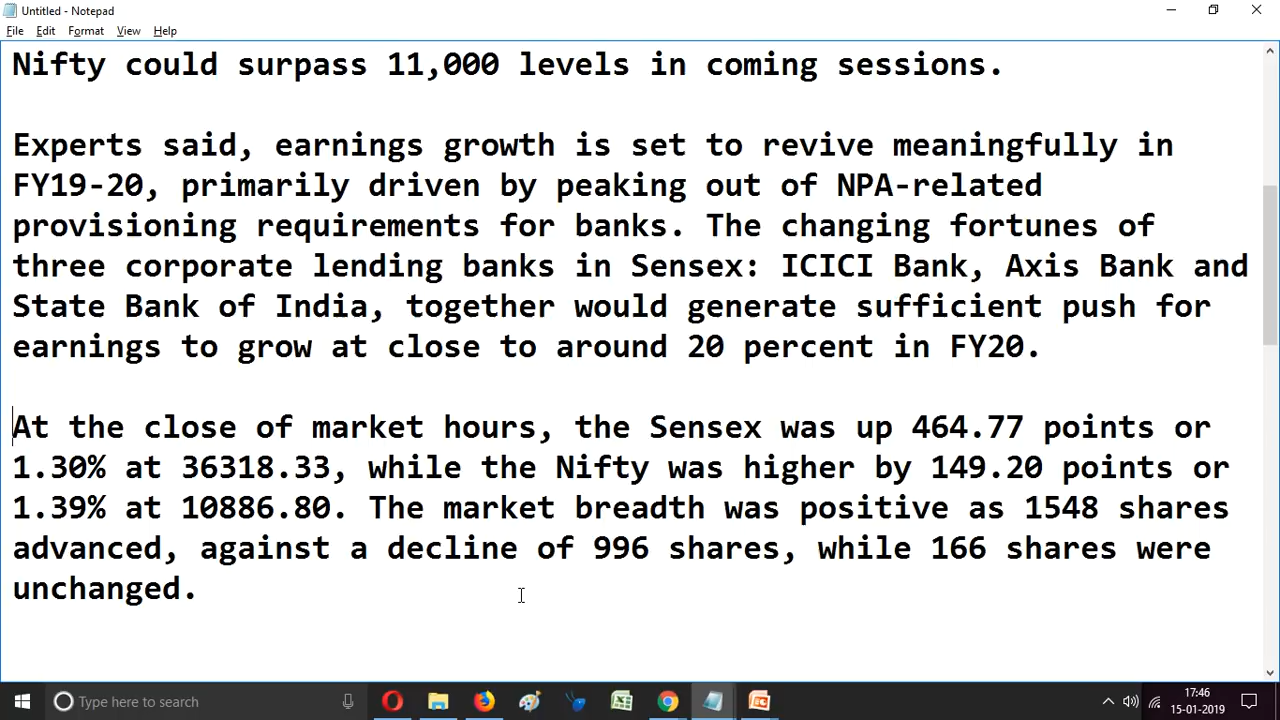 Untitled - Notepad
File Edit Format View Help
Nifty could surpass 11,000 levels in coming sessions.
Experts said, earnings growth is set to revive meaningfully in
FY19-20, primarily driven by peaking out of NPA-related
provisioning requirements for banks. The changing fortunes of
three corporate lending banks in Sensex: ICICI Bank, Axis Bank and
State Bank of India, together would generate sufficient push for
earnings to grow at close to around 20 percent in FY20.
At the close of market hours, the Sensex was up 464.77 points or
1.30% at 36318.33, while the Nifty was higher by 149.20 points or
1.39% at 10886.80. The market breadth was positive as 1548 shares
advanced, against a decline of 996 shares, while 166 shares were
unchanged.
Type here to search
17:46
15-01-2019